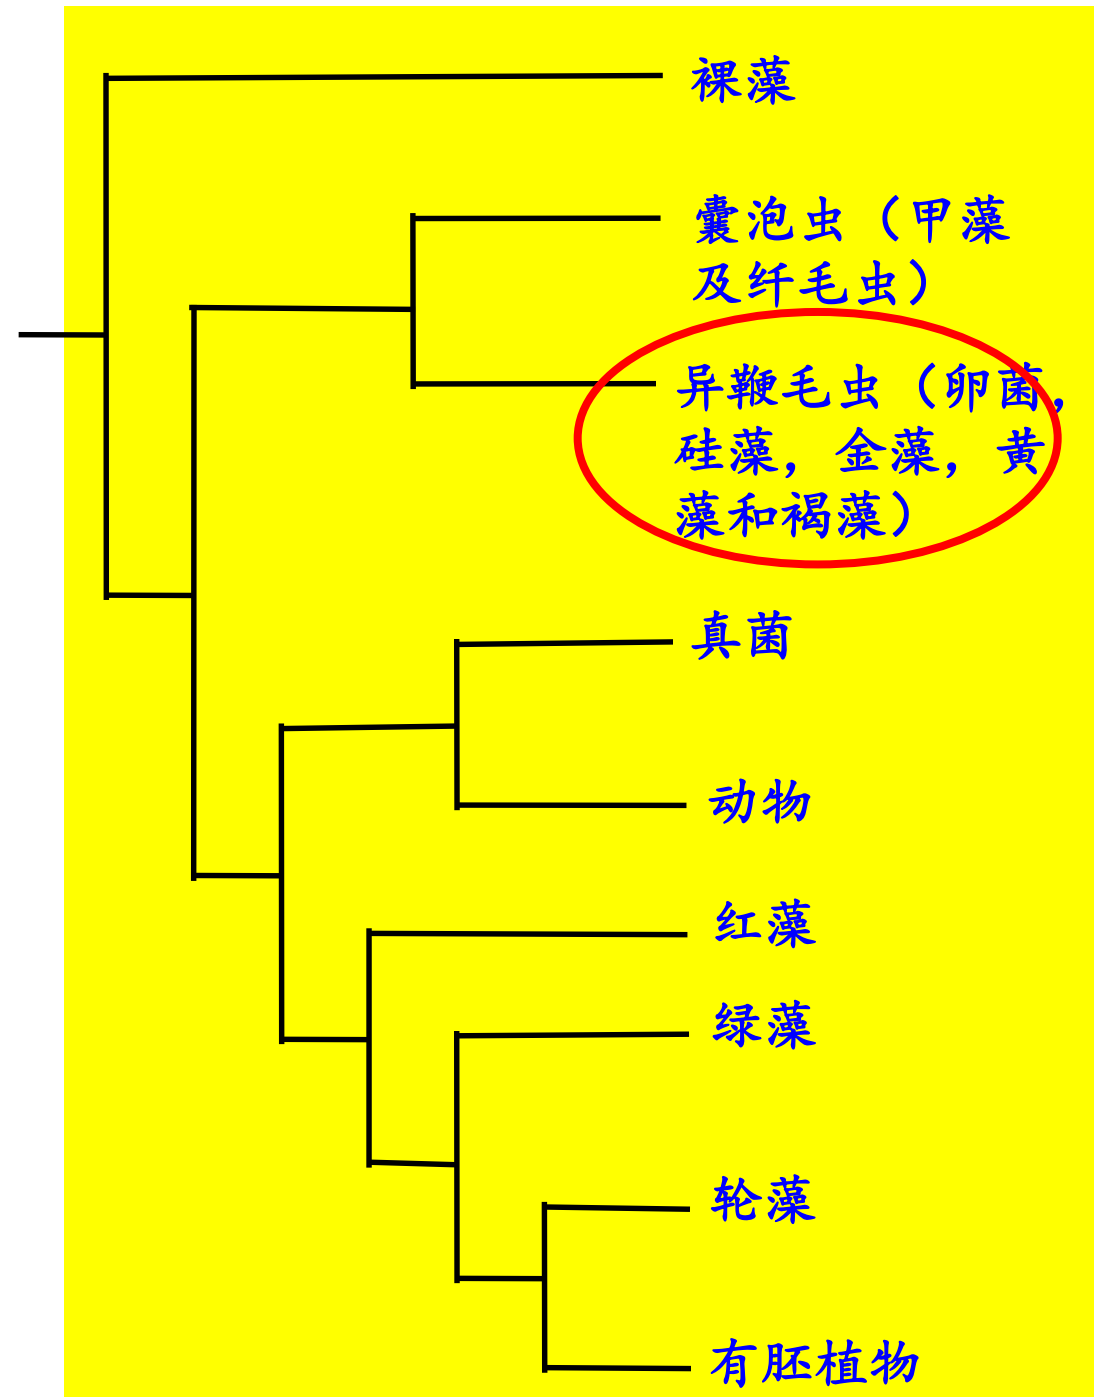 裸藻
囊泡虫（甲藻
及纤毛虫）
异鞭毛虫（卵菌,
硅藻，金藻，黄
藻和褐藻）
真菌
动物
红藻
绿藻
轮藻
有胚植物